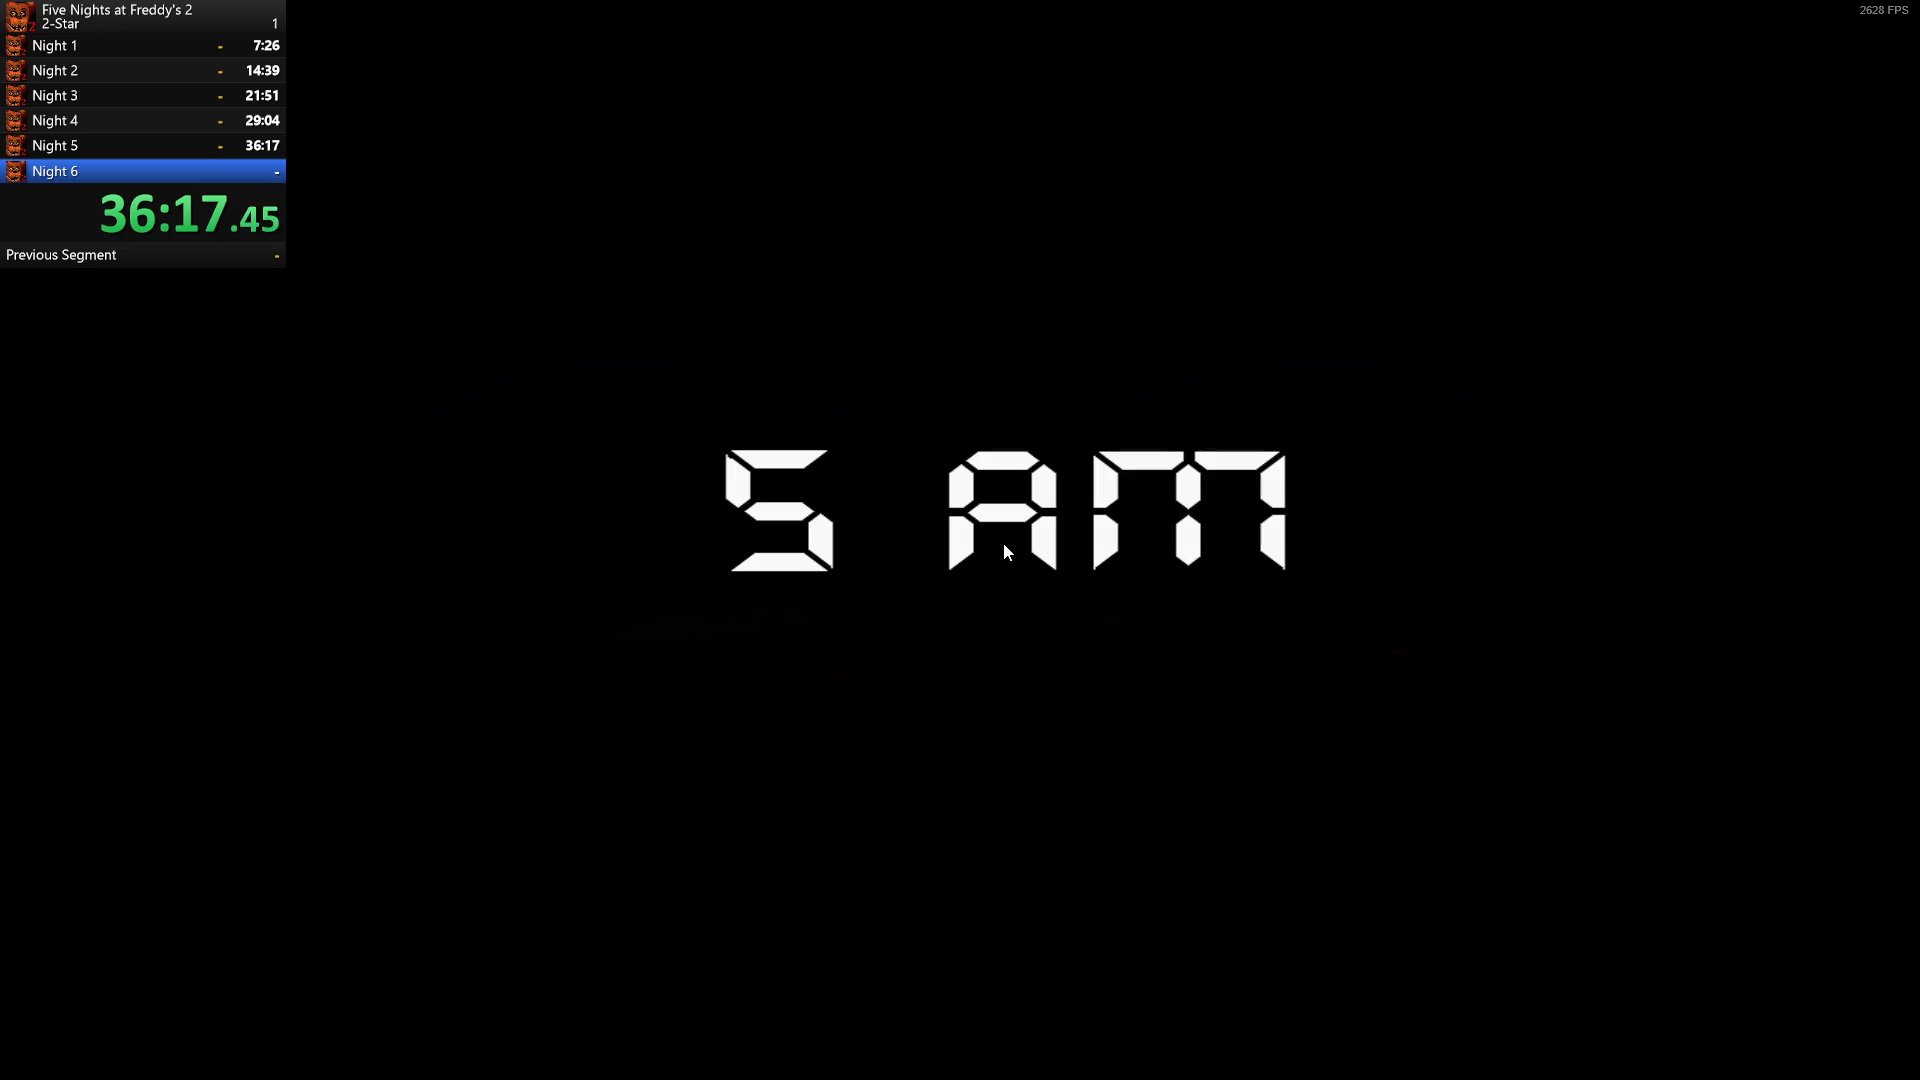 Five Nights at Freddy's 2
2-Star 1
Night 1 - 7:26
Night 2 - 14:39
Night 3 - 21:51
Night 4 - 29:04
Night 5 - 36:17
Night 6 -
36:17.45
Previous Segment -
2628 FPS
5 AM